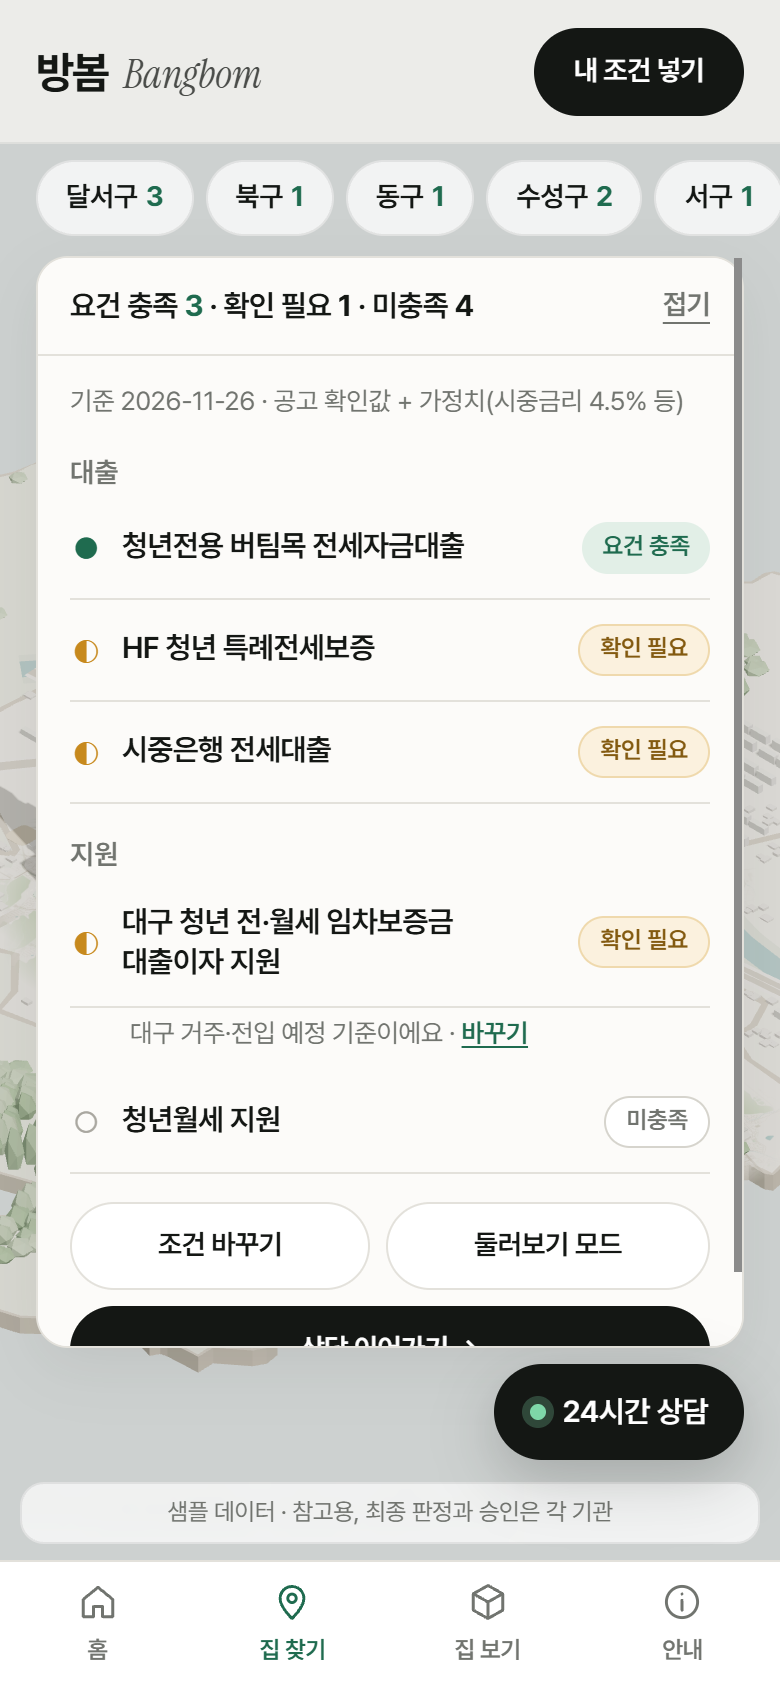 방봄 Bangbom
내 조건 넣기
달서구 3
북구 1
동구 1
수성구 2
서구 1
요건 충족 3 · 확인 필요 1 · 미충족 4
접기
기준 2026-11-26 · 공고 확인값 + 가정치(시중금리 4.5% 등)
대출
청년전용 버팀목 전세자금대출
요건 충족
HF 청년 특례전세보증
확인 필요
시중은행 전세대출
확인 필요
지원
대구 청년 전·월세 임차보증금
대출이자 지원
확인 필요
대구 거주·전입 예정 기준이에요 · 바꾸기
청년월세 지원
미충족
조건 바꾸기
둘러보기 모드
상담 이어가기 →
24시간 상담
샘플 데이터 · 참고용, 최종 판정과 승인은 각 기관
홈
집 찾기
집 보기
안내